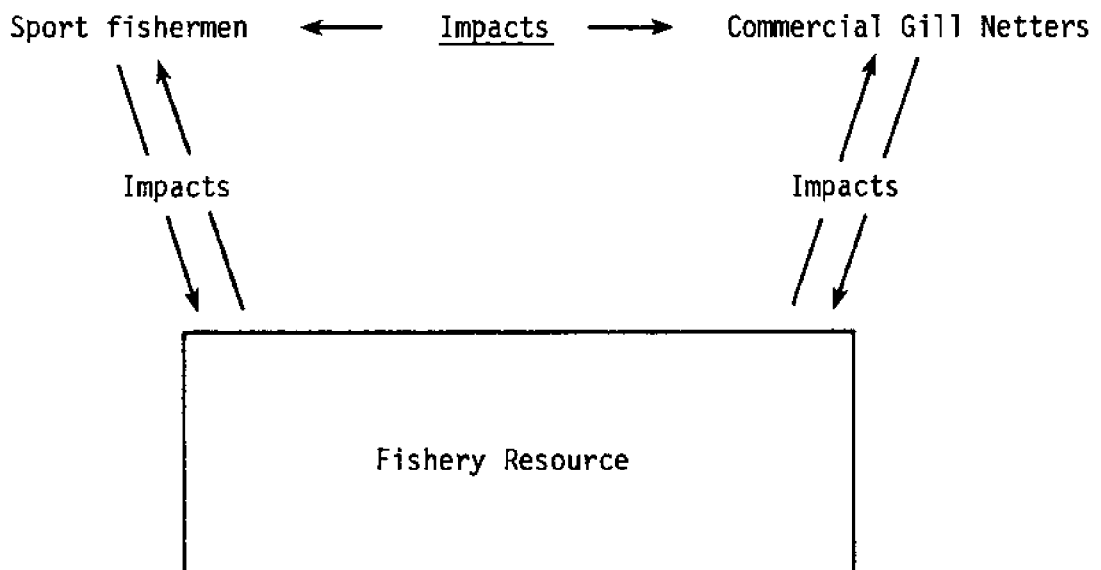 Sport fishermen Impacts Commercial Gill Netters
Impacts Impacts
Fishery Resource